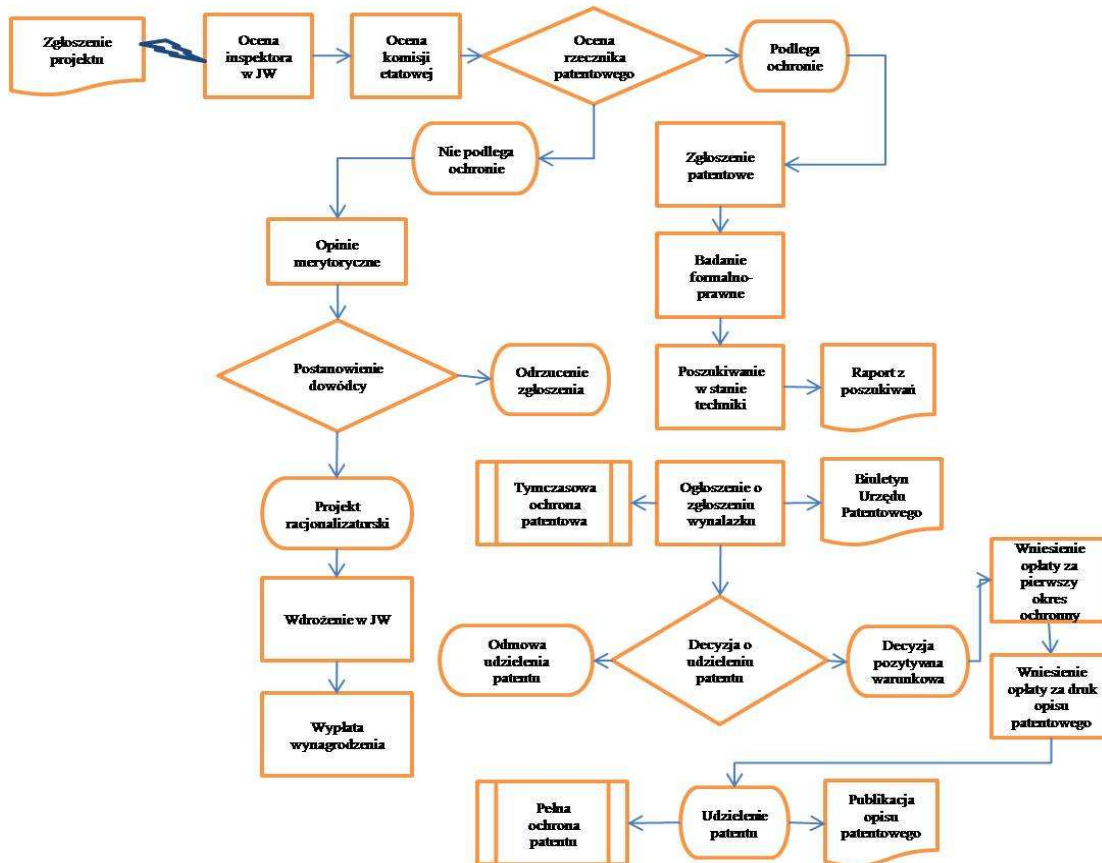 Zgłoszenie
projektu
Ocena
inspektora
w JW
Ocena
komisji
etatowej
Ocena
rzecznika
patentowego
Podlega
ochronie
Nie podlega
ochronie
Zgłoszenie
patentowe
Opinie
merytoryczne
Badanie
formalno-
prawne
Postanowienie
dowódcy
Odrzucenie
zgłoszenia
Poszukiwanie
w stanie
techniki
Raport z
poszukiwań
Projekt
racjonalizatorski
Tymczasowa
ochrona
patentowa
Ogłoszenie o
zgłoszeniu
wynalazku
Biuletyn
Urzędu
Patentowego
Wniesienie
opłaty za
pierwszy
okres
ochronny
Wdrożenie w JW
Odmowa
udzielenia
patentu
Decyzja o
udzieleniu
patentu
Decyzja
pozytywna
warunkowa
Wniesienie
opłaty za druk
opisu
patentowego
Wypłata
wynagrodzenia
Pełna
ochrona
patentu
Udzielenie
patentu
Publikacja
opisu
patentowego